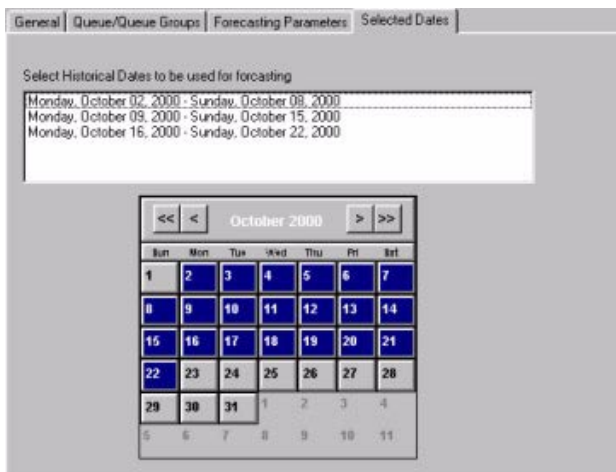 General Queue/Queue Groups Forecasting Parameters Selected Dates
Select Historical Dates to be used for forcasting
Monday, October 02, 2000 - Sunday, October 08, 2000
Monday, October 09, 2000 - Sunday, October 15, 2000
Monday, October 16, 2000 - Sunday, October 22, 2000
<< < October 2000 > >>
Sun Mon Tue Wed Thu Fri Sat
1 2 3 4 5 6 7
8 9 10 11 12 13 14
15 16 17 18 19 20 21
22 23 24 25 26 27 28
29 30 31 1 2 3 4
5 6 7 8 9 10 11